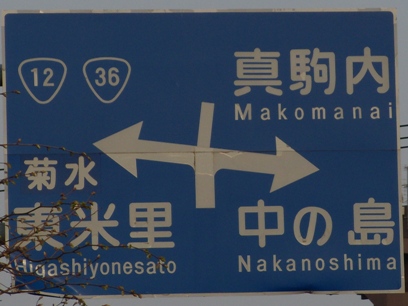 12 36
真駒内
Makomanai
菊水
東米里
Higashiyonesato
中の島
Nakanoshima